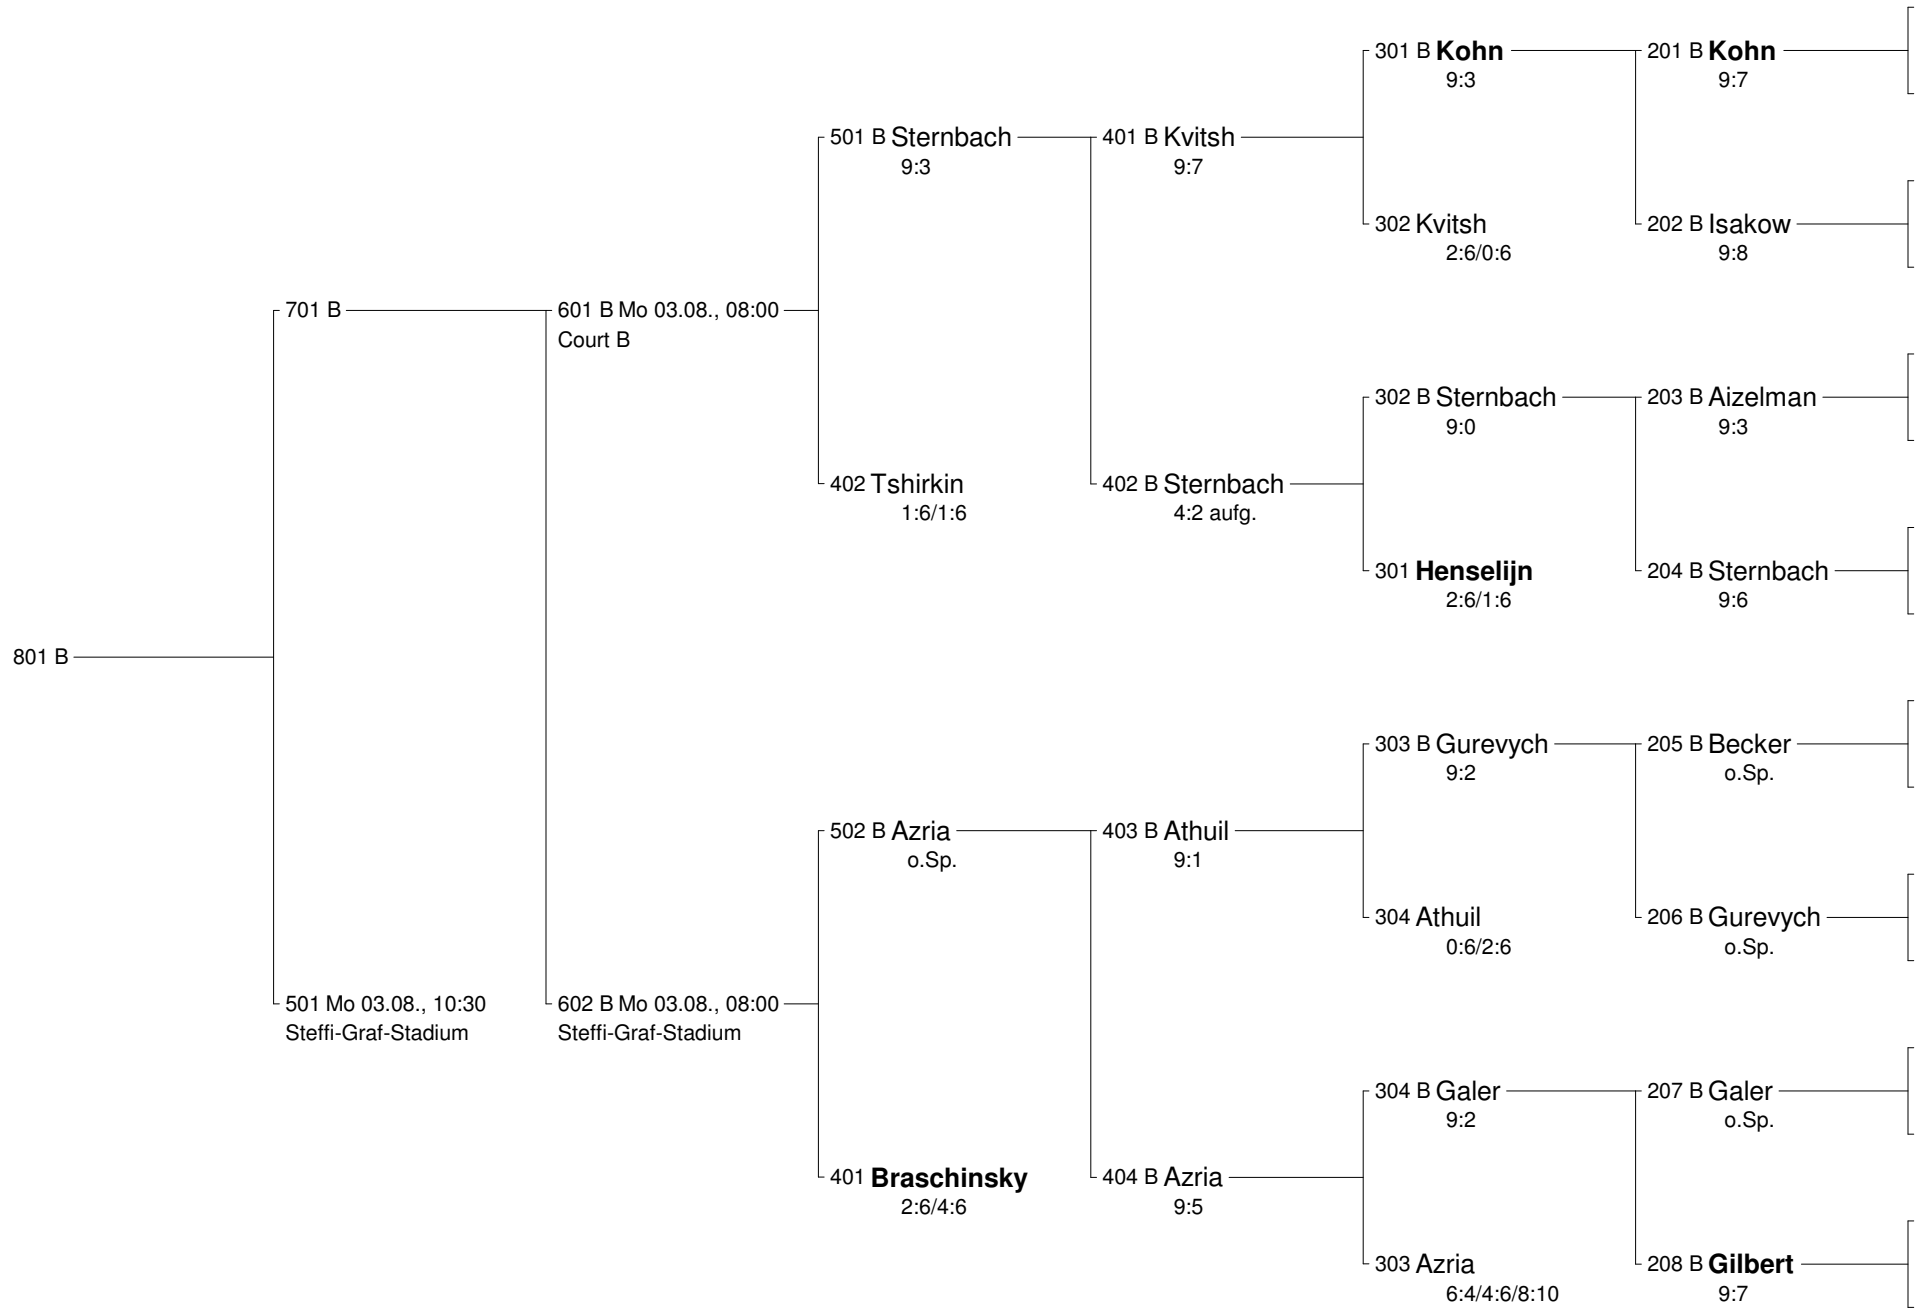 301 B Kohn
9:3
201 B Kohn
9:7
501 B Sternbach
9:3
401 B Kvitsh
9:7
302 Kvitsh
2:6/0:6
202 B Isakow
9:8
701 B
601 B Mo 03.08., 08:00
Court B
302 B Sternbach
9:0
203 B Aizelman
9:3
402 Tshirkin
1:6/1:6
402 B Sternbach
4:2 aufg.
301 Henselijn
2:6/1:6
204 B Sternbach
9:6
801 B
303 B Gurevych
9:2
205 B Becker
o.Sp.
502 B Azria
o.Sp.
403 B Athuil
9:1
304 Athuil
0:6/2:6
206 B Gurevych
o.Sp.
501 Mo 03.08., 10:30
Steffi-Graf-Stadium
602 B Mo 03.08., 08:00
Steffi-Graf-Stadium
304 B Galer
9:2
207 B Galer
o.Sp.
401 Braschinsky
2:6/4:6
404 B Azria
9:5
303 Azria
6:4/4:6/8:10
208 B Gilbert
9:7